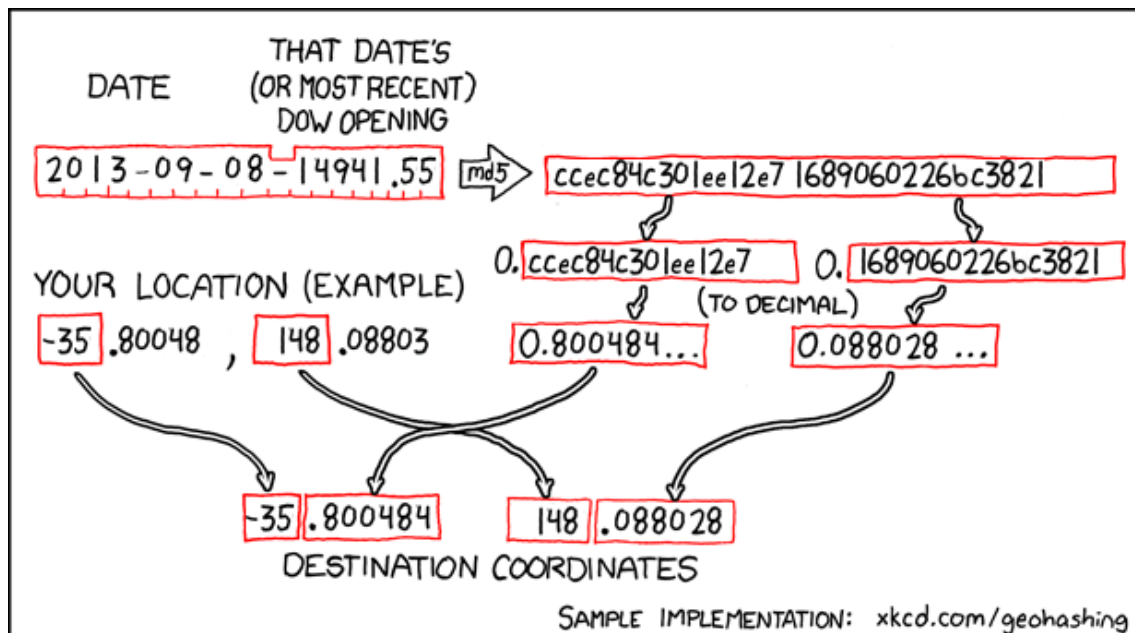 DATE
THAT DATE'S
(OR MOST RECENT)
DOW OPENING
2013-09-08-14941.55
md5
ccec84c301ee12e7 1689060226bc3821
0.ccec84c301ee12e7
0.1689060226bc3821
(TO DECIMAL)
YOUR LOCATION (EXAMPLE)
-35.80048, 148.08803
0.800484...
0.088028...
-35.800484
148.088028
DESTINATION COORDINATES
SAMPLE IMPLEMENTATION: xkcd.com/geohashing